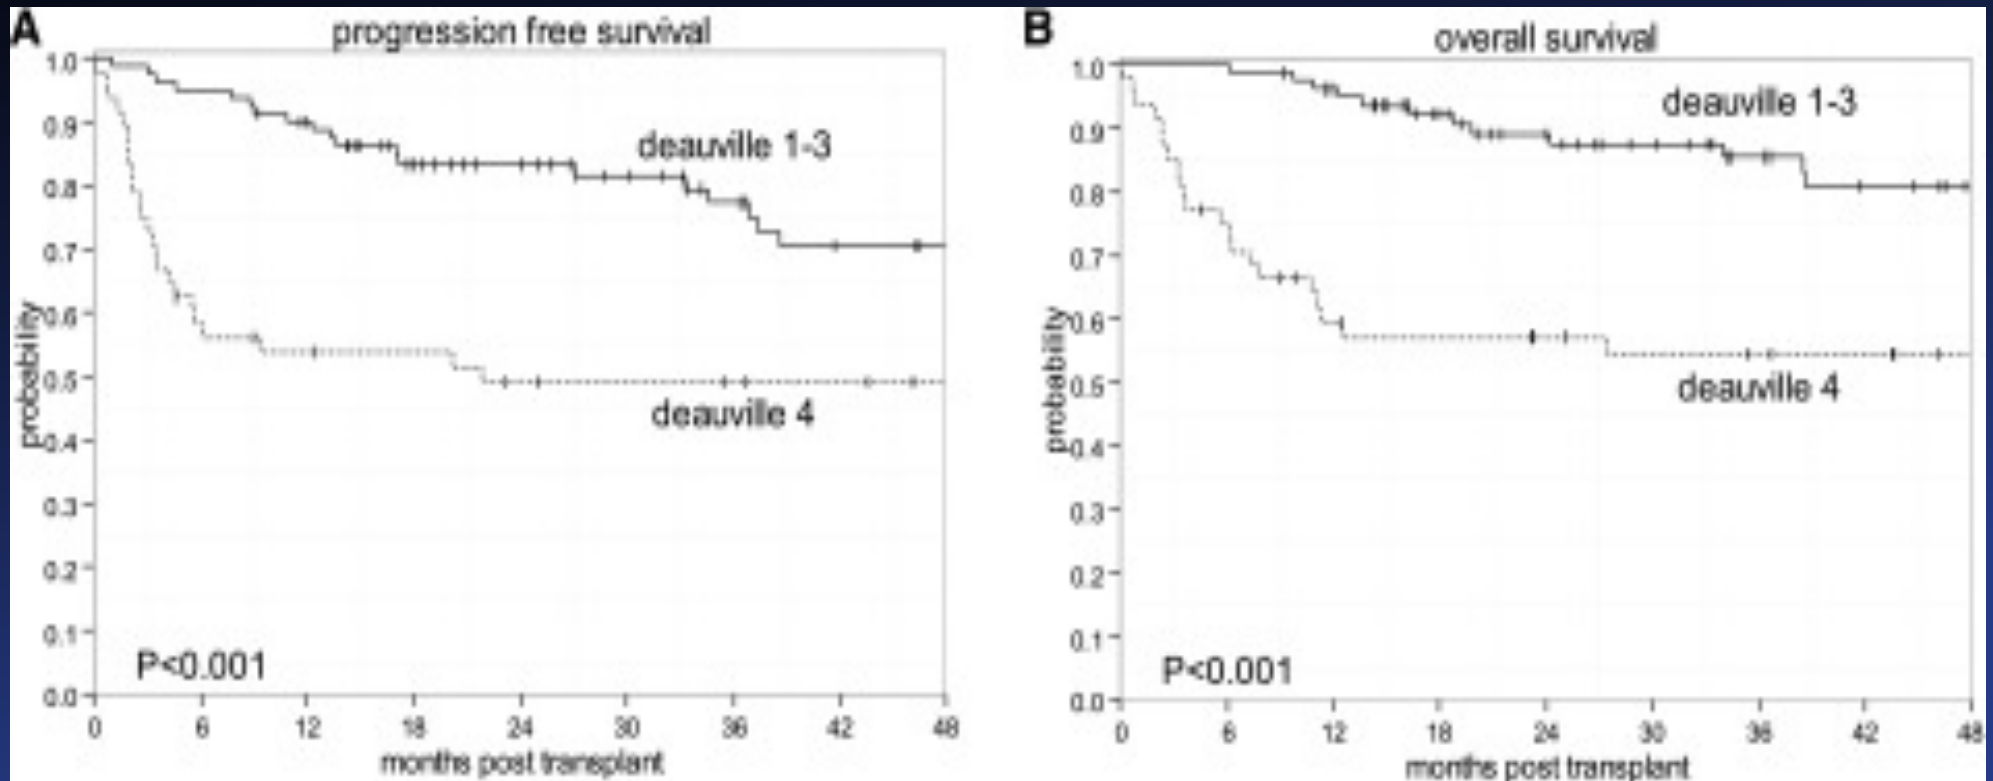 A
progression free survival
1.0
0.9
0.8
0.7
0.6
0.5
0.4
0.3
0.2
0.1
0.0
probability
deauville 1-3
deauville 4
P<0.001
0 6 12 18 24 30 36 42 48
months post transplant
B
overall survival
1.0
0.9
0.8
0.7
0.6
0.5
0.4
0.3
0.2
0.1
0.0
probability
deauville 1-3
deauville 4
P<0.001
0 6 12 18 24 30 36 42 48
months post transplant